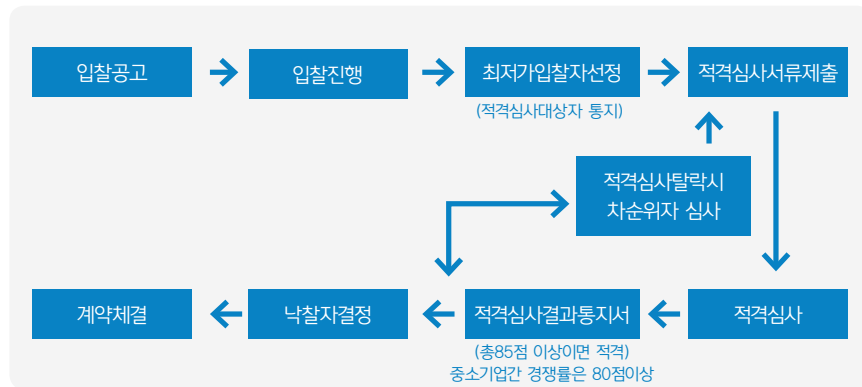 입찰공고
입찰진행
최저가입찰자선정
(적격심사대상자 통지)
적격심사서류제출
적격심사탈락시
차순위자 심사
계약체결
낙찰자결정
적격심사결과통지서
(총85점 이상이면 적격)
중소기업간 경쟁률은 80점이상
적격심사